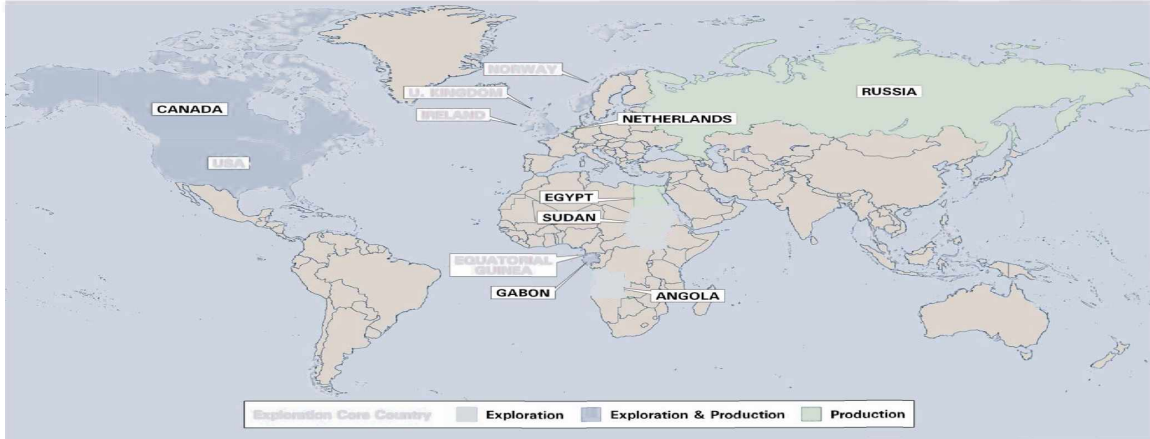 NORWAY
U. KINGDOM
CANADA
RUSSIA
IRELAND
NETHERLANDS
USA
EGYPT
SUDAN
EQUATORIAL
GUINEA
GABON
ANGOLA
Exploration Core Country Exploration Exploration & Production Production